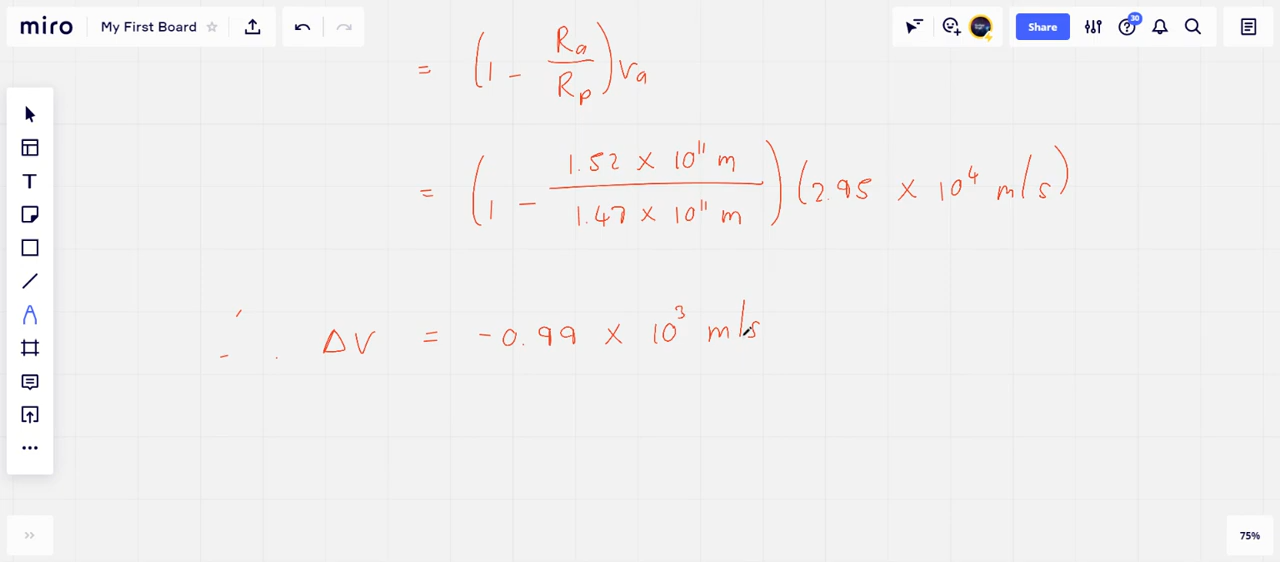 miro My First Board Share 30
= (1 - Ra/Rp) va
= (1 - 1.52 × 10¹¹ m / 1.47 × 10¹¹ m) (2.95 × 10⁴ m/s)
∴ ΔV = -0.99 × 10³ m/s
75%